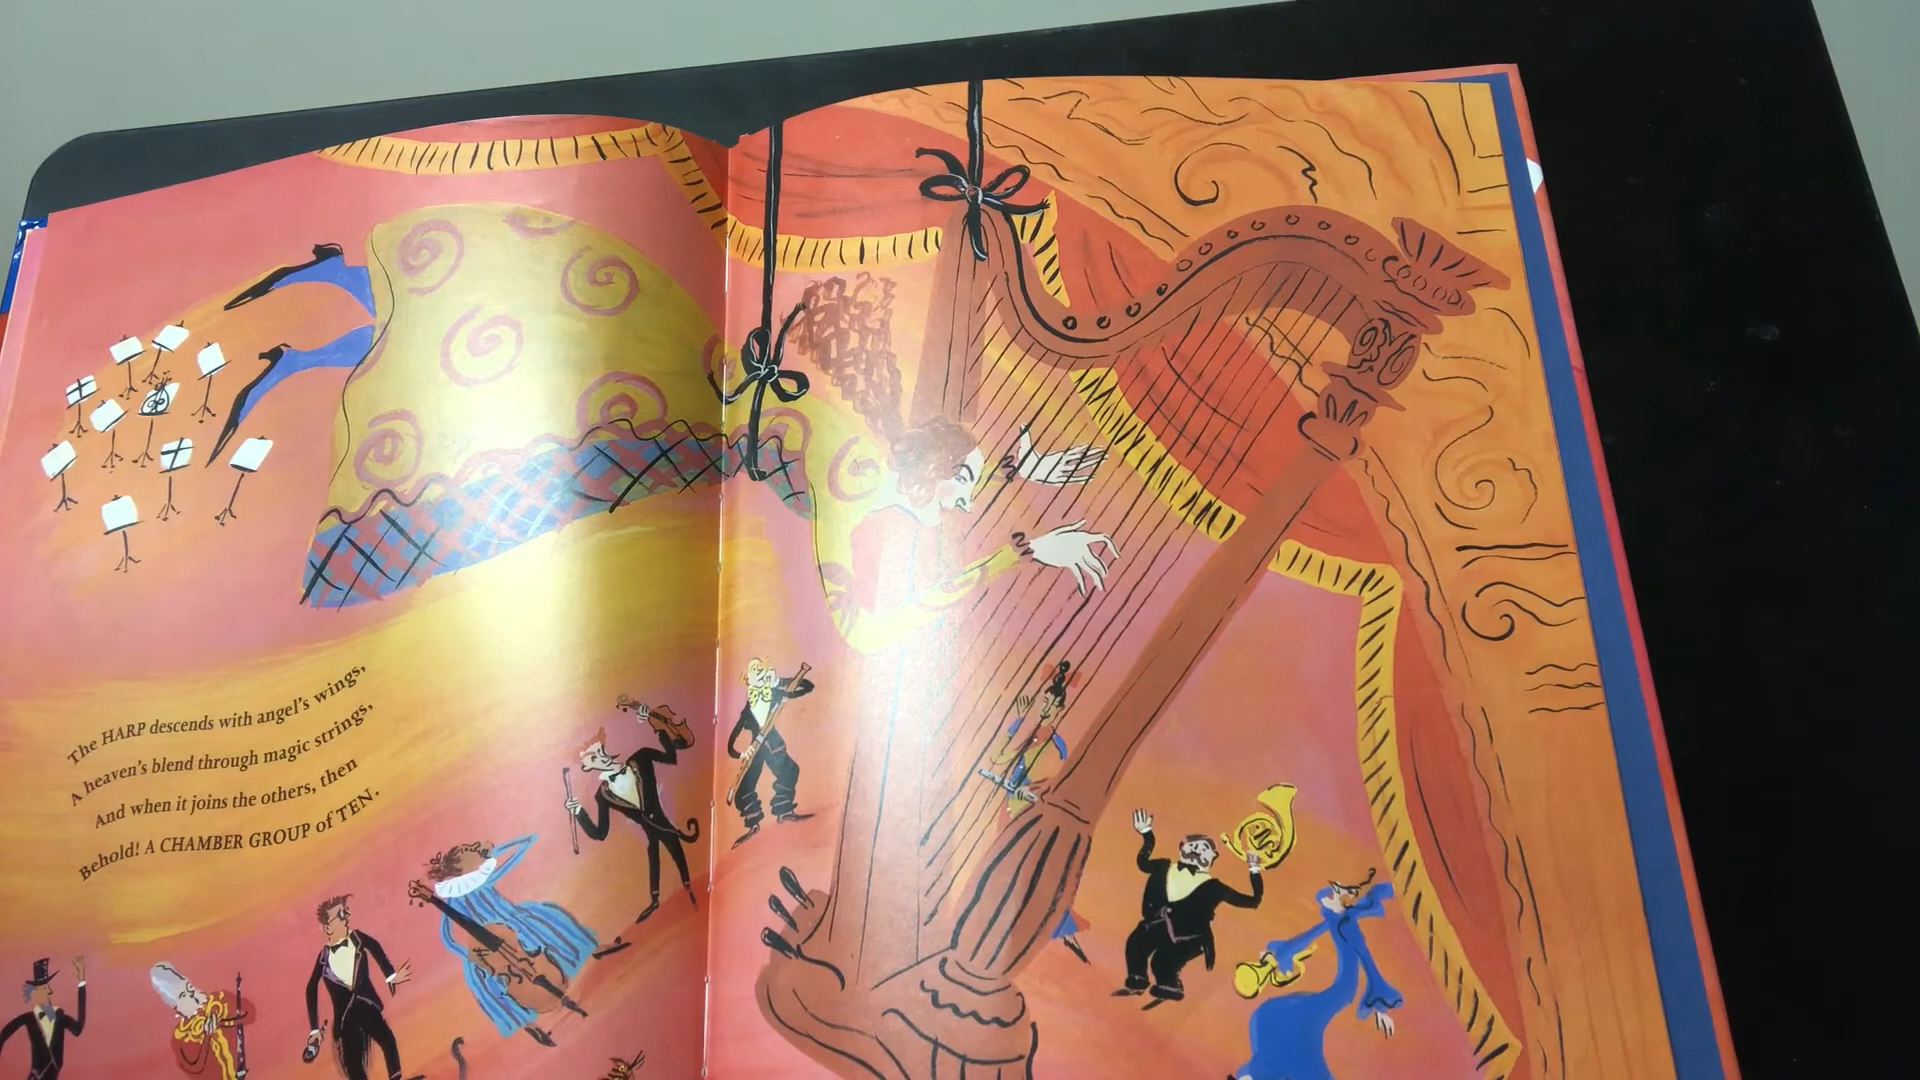 The HARP descends with angel's wings,
A heaven's blend through magic strings,
And when it joins the others, then
Behold! A CHAMBER GROUP of TEN.